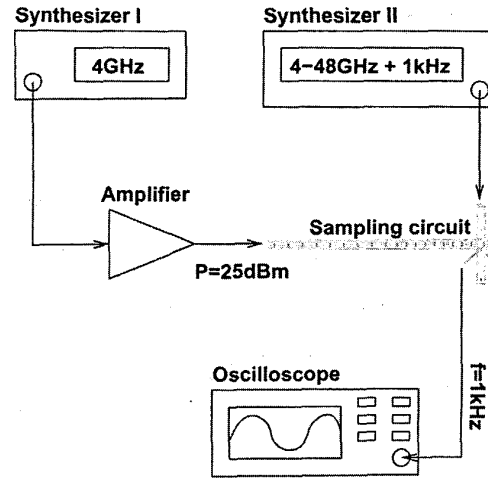 Synthesizer I
Synthesizer II
4GHz
4−48GHz + 1kHz
Amplifier
Sampling circuit
P=25dBm
f=1kHz
Oscilloscope